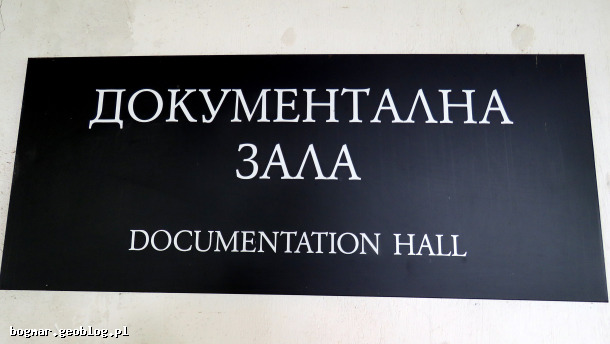 ДОКУМЕНТАЛНА
ЗАЛА
DOCUMENTATION HALL
bognar.geoblog.pl